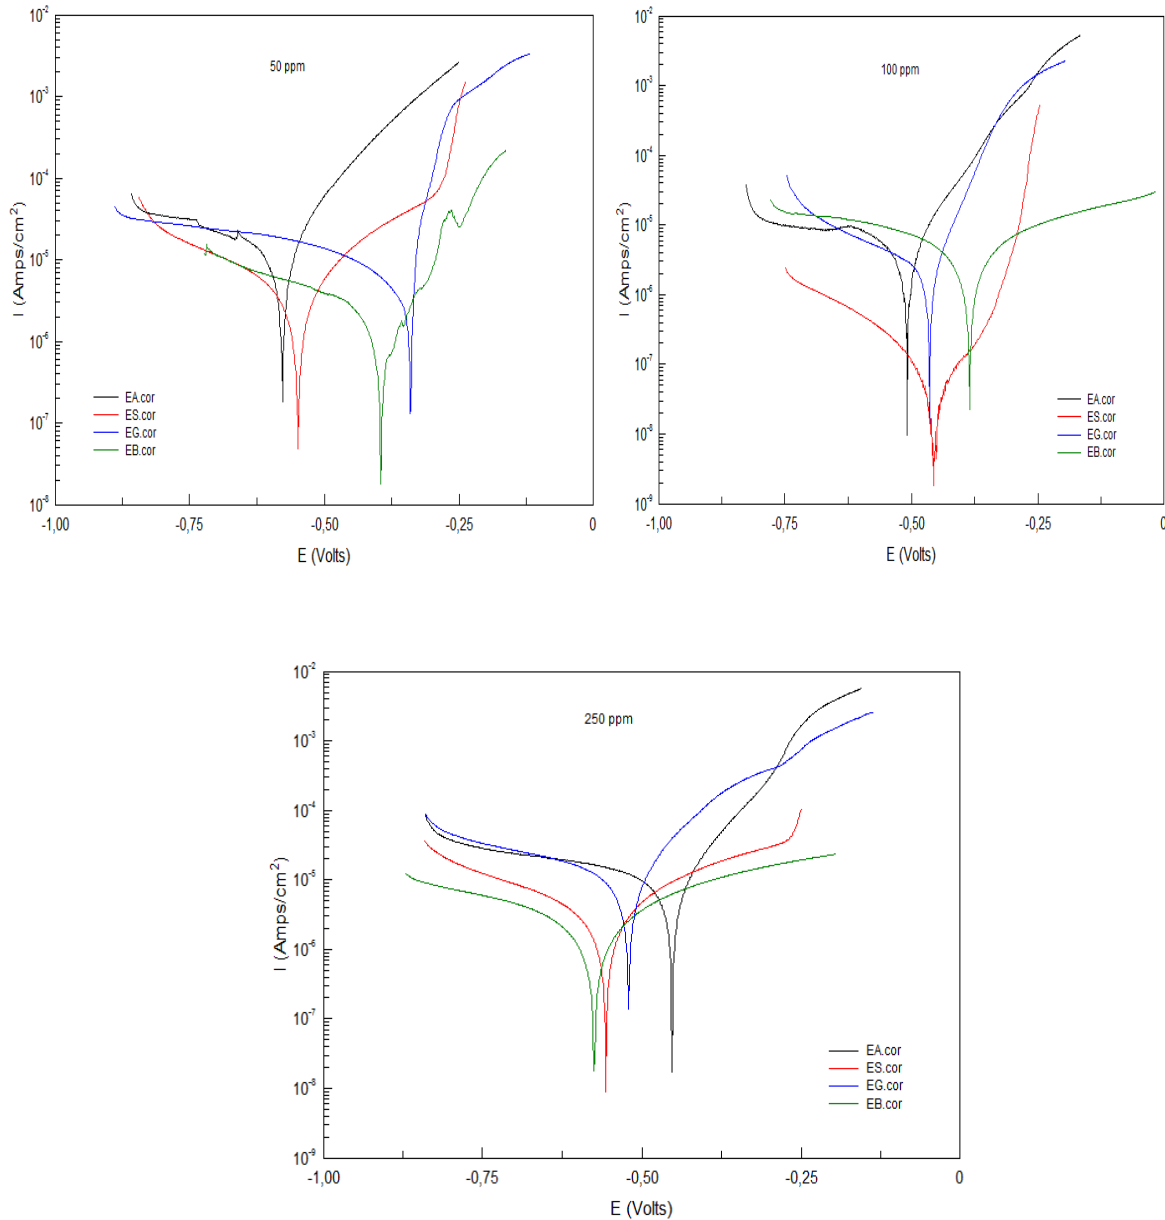 50 ppm
I (Amps/cm²)
10⁻²
10⁻³
10⁻⁴
10⁻⁵
10⁻⁶
10⁻⁷
10⁻⁸
EA.cor
ES.cor
EG.cor
EB.cor
-1,00 -0,75 -0,50 -0,25 0
E (Volts)
100 ppm
I (Amps/cm²)
10⁻²
10⁻³
10⁻⁴
10⁻⁵
10⁻⁶
10⁻⁷
10⁻⁸
10⁻⁹
EA.cor
ES.cor
EG.cor
EB.cor
-1,00 -0,75 -0,50 -0,25 0
E (Volts)
250 ppm
I (Amps/cm²)
10⁻²
10⁻³
10⁻⁴
10⁻⁵
10⁻⁶
10⁻⁷
10⁻⁸
10⁻⁹
EA.cor
ES.cor
EG.cor
EB.cor
-1,00 -0,75 -0,50 -0,25 0
E (Volts)